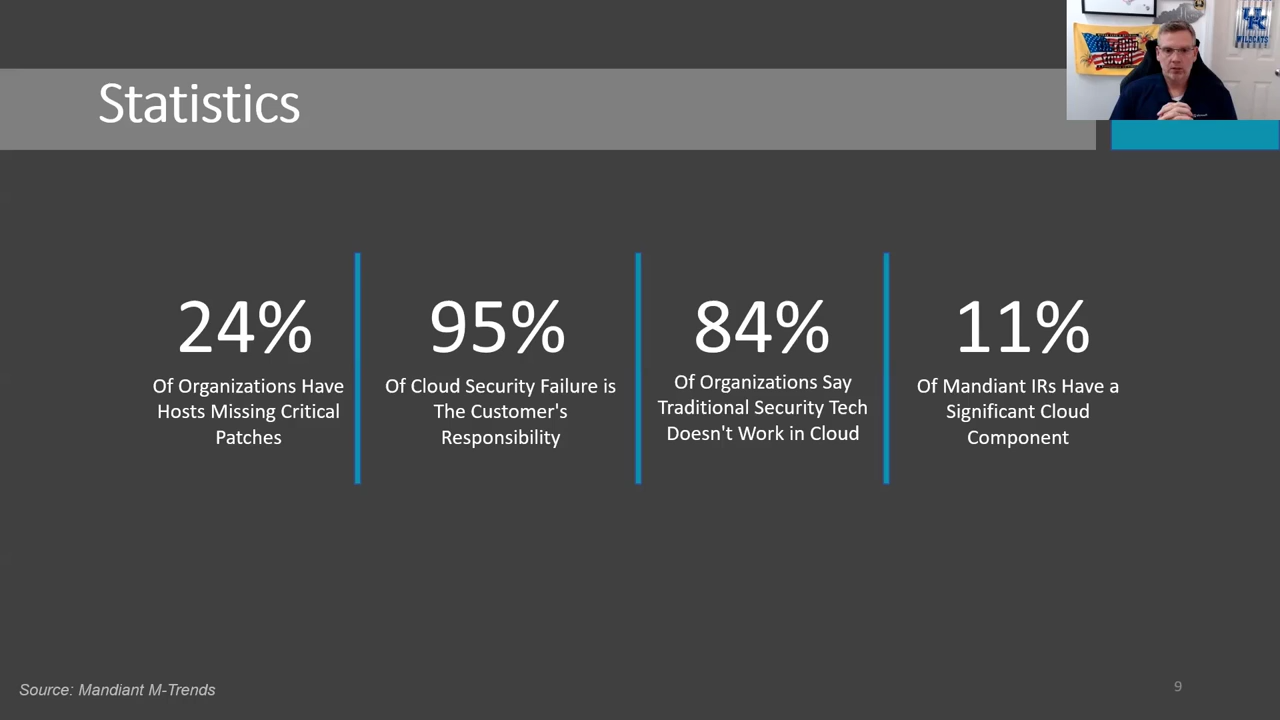 Statistics
WILDCATS
24%
Of Organizations Have
Hosts Missing Critical
Patches
95%
Of Cloud Security Failure is
The Customer's
Responsibility
84%
Of Organizations Say
Traditional Security Tech
Doesn't Work in Cloud
11%
Of Mandiant IRs Have a
Significant Cloud
Component
Source: Mandiant M-Trends
9